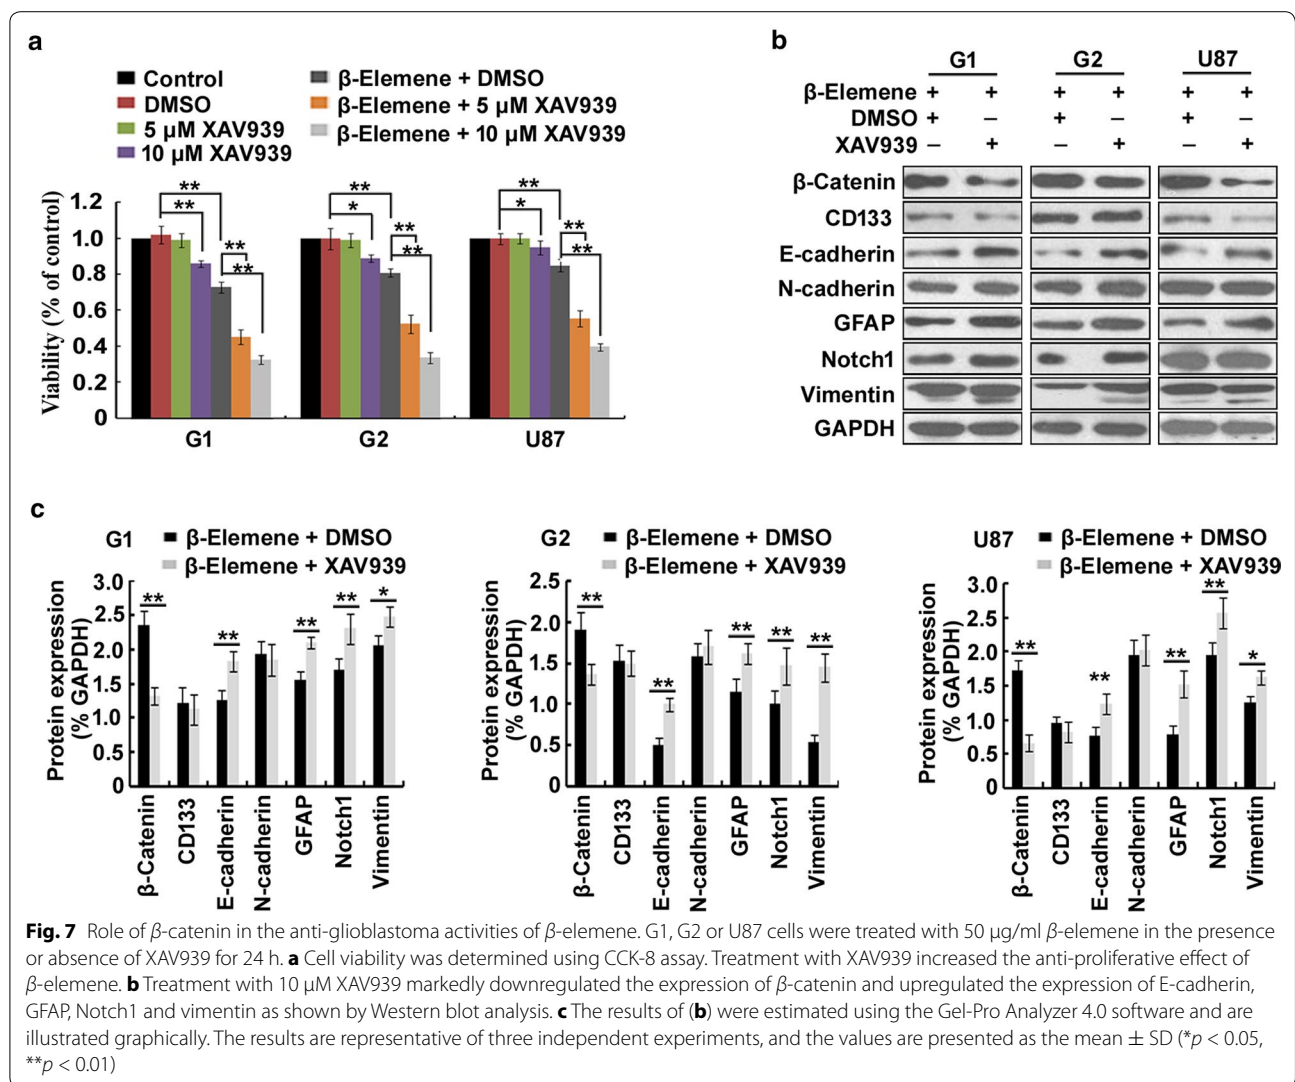 a
Control
DMSO
5 μM XAV939
10 μM XAV939
β-Elemene + DMSO
β-Elemene + 5 μM XAV939
β-Elemene + 10 μM XAV939
Viability (% of control)
1.2
1.0
0.8
0.6
0.4
0.2
0
** ** ** **
** * ** **
** * ** **
G1 G2 U87
b
G1 G2 U87
β-Elemene + + + + + +
DMSO + – + – + –
XAV939 – + – + – +
β-Catenin
CD133
E-cadherin
N-cadherin
GFAP
Notch1
Vimentin
GAPDH
c
G1
β-Elemene + DMSO
β-Elemene + XAV939
Protein expression
(% GAPDH)
3.0
2.5
2.0
1.5
1.0
0.5
0
** ** ** ** *
β-Catenin
CD133
E-cadherin
N-cadherin
GFAP
Notch1
Vimentin
G2
β-Elemene + DMSO
β-Elemene + XAV939
Protein expression
(% GAPDH)
2.5
2.0
1.5
1.0
0.5
0
** ** ** ** **
β-Catenin
CD133
E-cadherin
N-cadherin
GFAP
Notch1
Vimentin
U87
β-Elemene + DMSO
β-Elemene + XAV939
Protein expression
(% GAPDH)
3.0
2.5
2.0
1.5
1.0
0.5
0
** ** ** ** *
β-Catenin
CD133
E-cadherin
N-cadherin
GFAP
Notch1
Vimentin
Fig. 7 Role of β-catenin in the anti-glioblastoma activities of β-elemene. G1, G2 or U87 cells were treated with 50 μg/ml β-elemene in the presence
or absence of XAV939 for 24 h. a Cell viability was determined using CCK-8 assay. Treatment with XAV939 increased the anti-proliferative effect of
β-elemene. b Treatment with 10 μM XAV939 markedly downregulated the expression of β-catenin and upregulated the expression of E-cadherin,
GFAP, Notch1 and vimentin as shown by Western blot analysis. c The results of (b) were estimated using the Gel-Pro Analyzer 4.0 software and are
illustrated graphically. The results are representative of three independent experiments, and the values are presented as the mean ± SD (*p < 0.05,
**p < 0.01)